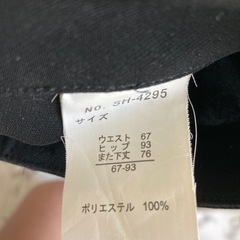 NO. SH-4295
サイズ
ウエスト 67
ヒップ 93
また下丈 76
67-93
ポリエステル 100%